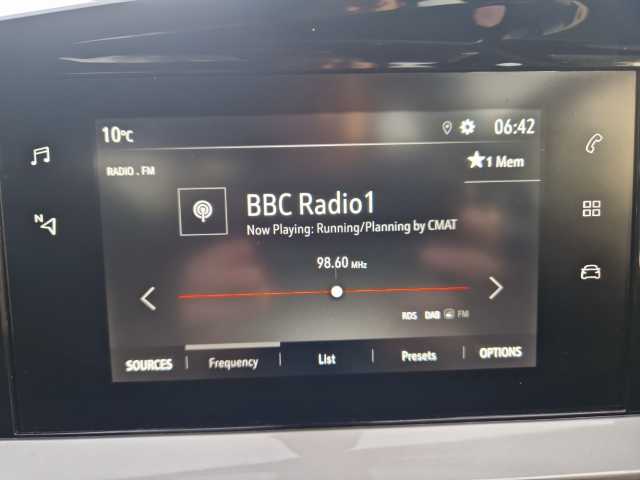 10°C
06:42
RADIO . FM
1 Mem
BBC Radio1
Now Playing: Running/Planning by CMAT
98.60 MHz
RDS DAB FM
SOURCES | Frequency | List | Presets | OPTIONS
N